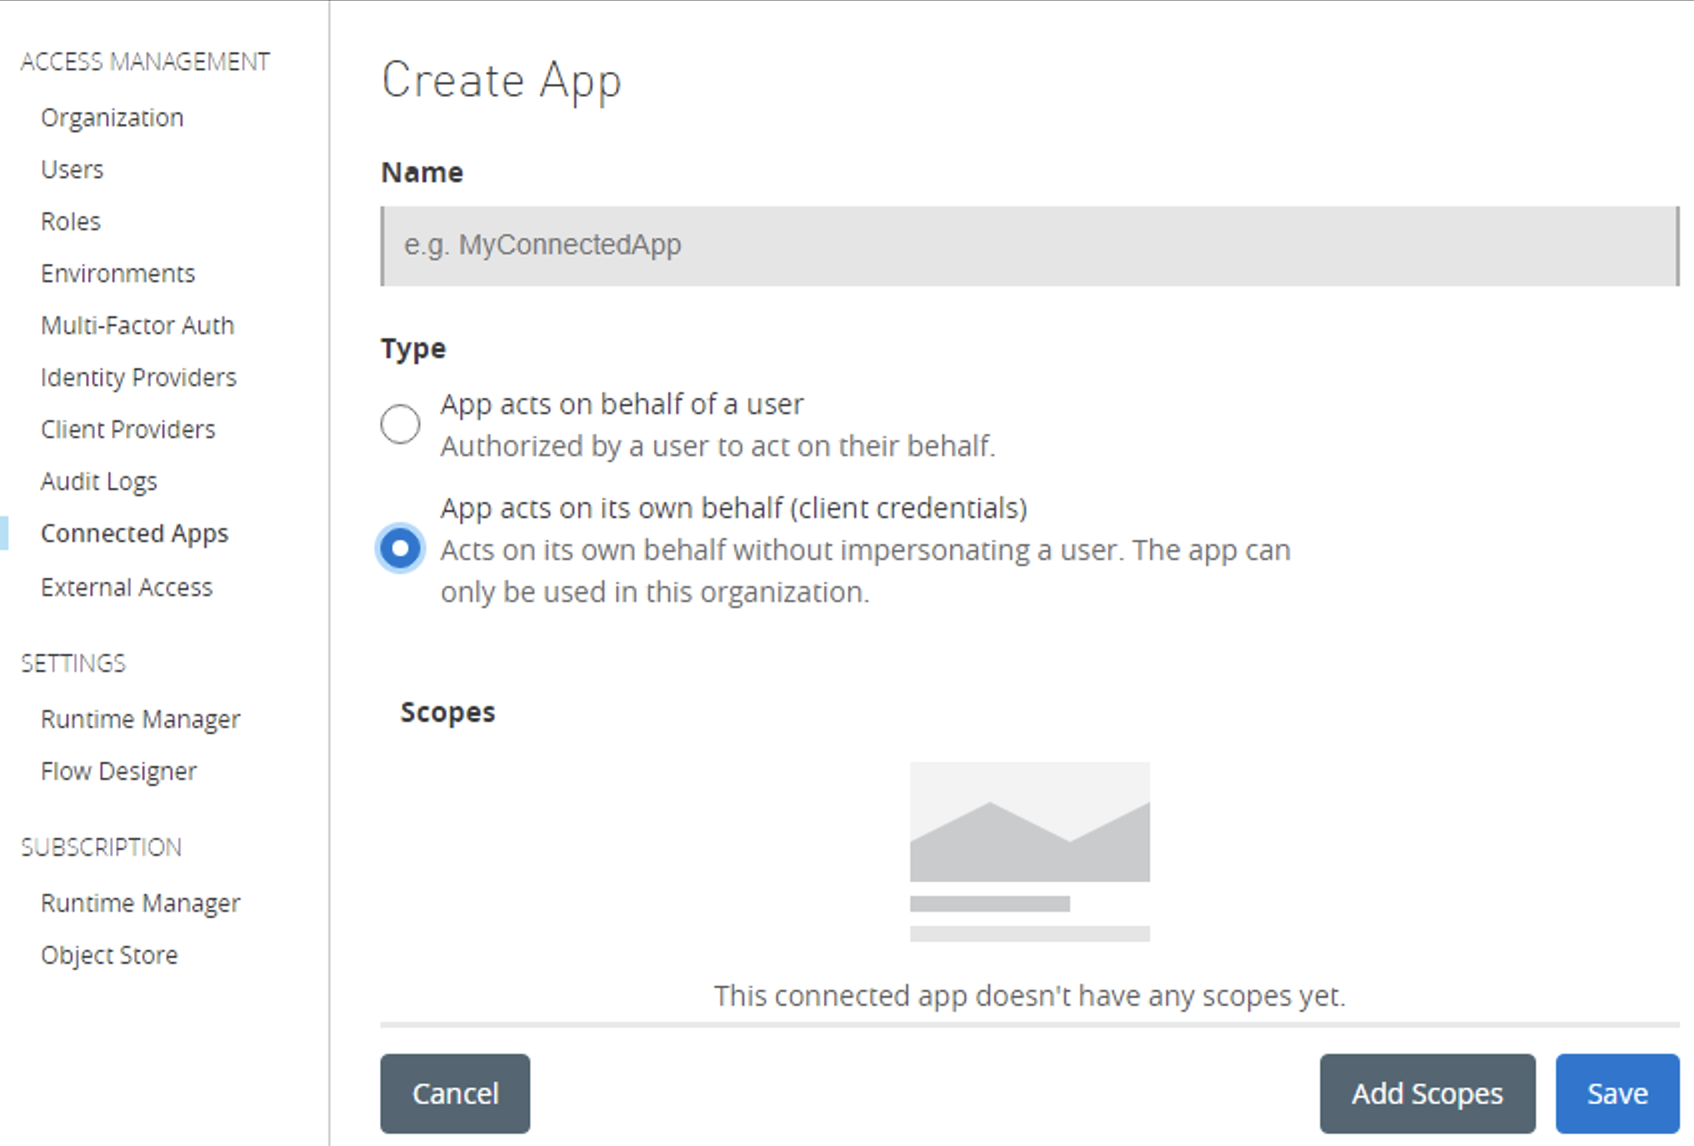 ACCESS MANAGEMENT
Organization
Users
Roles
Environments
Multi-Factor Auth
Identity Providers
Client Providers
Audit Logs
Connected Apps
External Access
SETTINGS
Runtime Manager
Flow Designer
SUBSCRIPTION
Runtime Manager
Object Store
Create App
Name
e.g. MyConnectedApp
Type
App acts on behalf of a user
Authorized by a user to act on their behalf.
App acts on its own behalf (client credentials)
Acts on its own behalf without impersonating a user. The app can
only be used in this organization.
Scopes
This connected app doesn't have any scopes yet.
Cancel
Add Scopes
Save